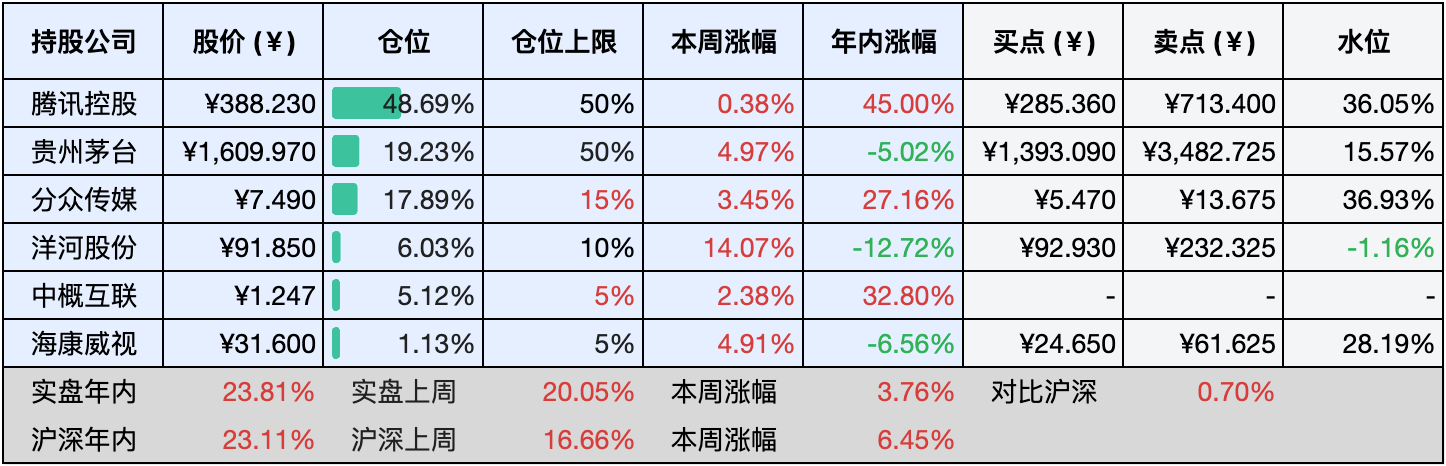 持股公司 股价 (¥) 仓位 仓位上限 本周涨幅 年内涨幅 买点 (¥) 卖点 (¥) 水位
腾讯控股 ¥388.230 48.69% 50% 0.38% 45.00% ¥285.360 ¥713.400 36.05%
贵州茅台 ¥1,609.970 19.23% 50% 4.97% -5.02% ¥1,393.090 ¥3,482.725 15.57%
分众传媒 ¥7.490 17.89% 15% 3.45% 27.16% ¥5.470 ¥13.675 36.93%
洋河股份 ¥91.850 6.03% 10% 14.07% -12.72% ¥92.930 ¥232.325 -1.16%
中概互联 ¥1.247 5.12% 5% 2.38% 32.80% - - -
海康威视 ¥31.600 1.13% 5% 4.91% -6.56% ¥24.650 ¥61.625 28.19%
实盘年内 23.81% 实盘上周 20.05% 本周涨幅 3.76% 对比沪深 0.70%
沪深年内 23.11% 沪深上周 16.66% 本周涨幅 6.45%